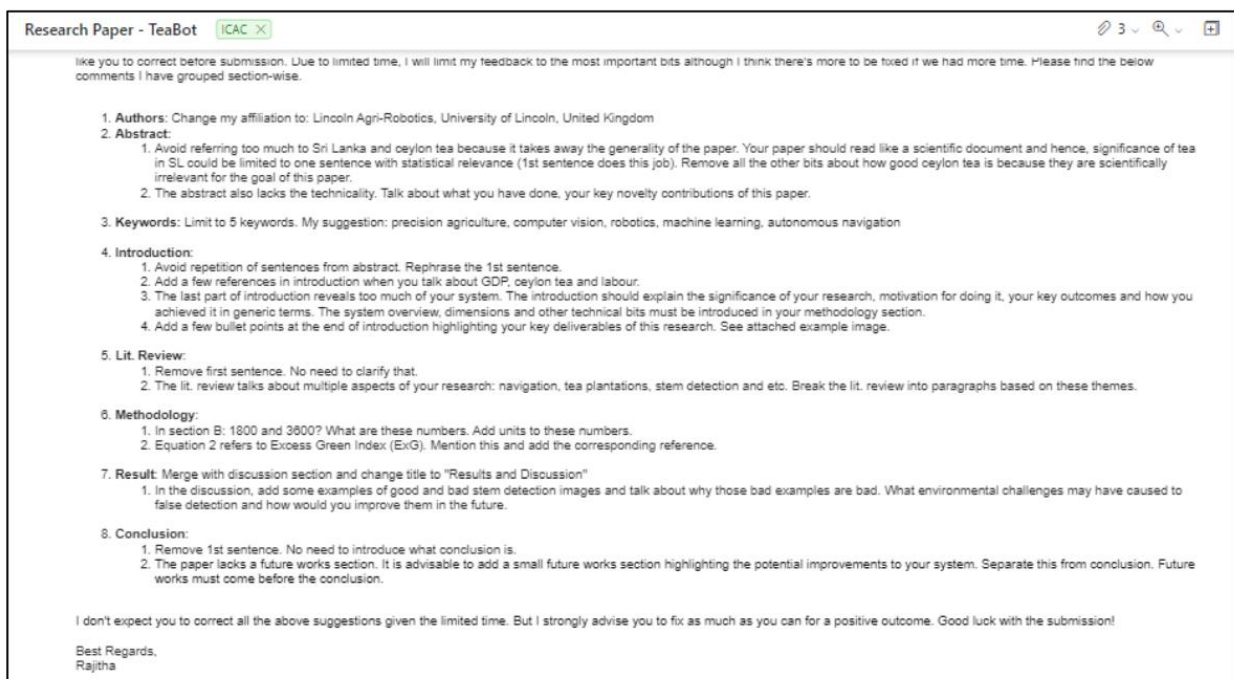 Research Paper - TeaBot ICAC × 3
like you to correct before submission. Due to limited time, I will limit my feedback to the most important bits although I think there's more to be fixed if we had more time. Please find the below
comments I have grouped section-wise.
1. Authors: Change my affiliation to: Lincoln Agri-Robotics, University of Lincoln, United Kingdom
2. Abstract:
1. Avoid referring too much to Sri Lanka and ceylon tea because it takes away the generality of the paper. Your paper should read like a scientific document and hence, significance of tea
in SL could be limited to one sentence with statistical relevance (1st sentence does this job). Remove all the other bits about how good ceylon tea is because they are scientifically
irrelevant for the goal of this paper.
2. The abstract also lacks the technicality. Talk about what you have done, your key novelty contributions of this paper.
3. Keywords: Limit to 5 keywords. My suggestion: precision agriculture, computer vision, robotics, machine learning, autonomous navigation
4. Introduction:
1. Avoid repetition of sentences from abstract. Rephrase the 1st sentence.
2. Add a few references in introduction when you talk about GDP, ceylon tea and labour.
3. The last part of introduction reveals too much of your system. The introduction should explain the significance of your research, motivation for doing it, your key outcomes and how you
achieved it in generic terms. The system overview, dimensions and other technical bits must be introduced in your methodology section.
4. Add a few bullet points at the end of introduction highlighting your key deliverables of this research. See attached example image.
5. Lit. Review:
1. Remove first sentence. No need to clarify that.
2. The lit. review talks about multiple aspects of your research: navigation, tea plantations, stem detection and etc. Break the lit. review into paragraphs based on these themes.
6. Methodology:
1. In section B: 1800 and 3600? What are these numbers. Add units to these numbers.
2. Equation 2 refers to Excess Green Index (ExG). Mention this and add the corresponding reference.
7. Result: Merge with discussion section and change title to "Results and Discussion"
1. In the discussion, add some examples of good and bad stem detection images and talk about why those bad examples are bad. What environmental challenges may have caused to
false detection and how would you improve them in the future.
8. Conclusion:
1. Remove 1st sentence. No need to introduce what conclusion is.
2. The paper lacks a future works section. It is advisable to add a small future works section highlighting the potential improvements to your system. Separate this from conclusion. Future
works must come before the conclusion.
I don't expect you to correct all the above suggestions given the limited time. But I strongly advise you to fix as much as you can for a positive outcome. Good luck with the submission!
Best Regards,
Rajitha